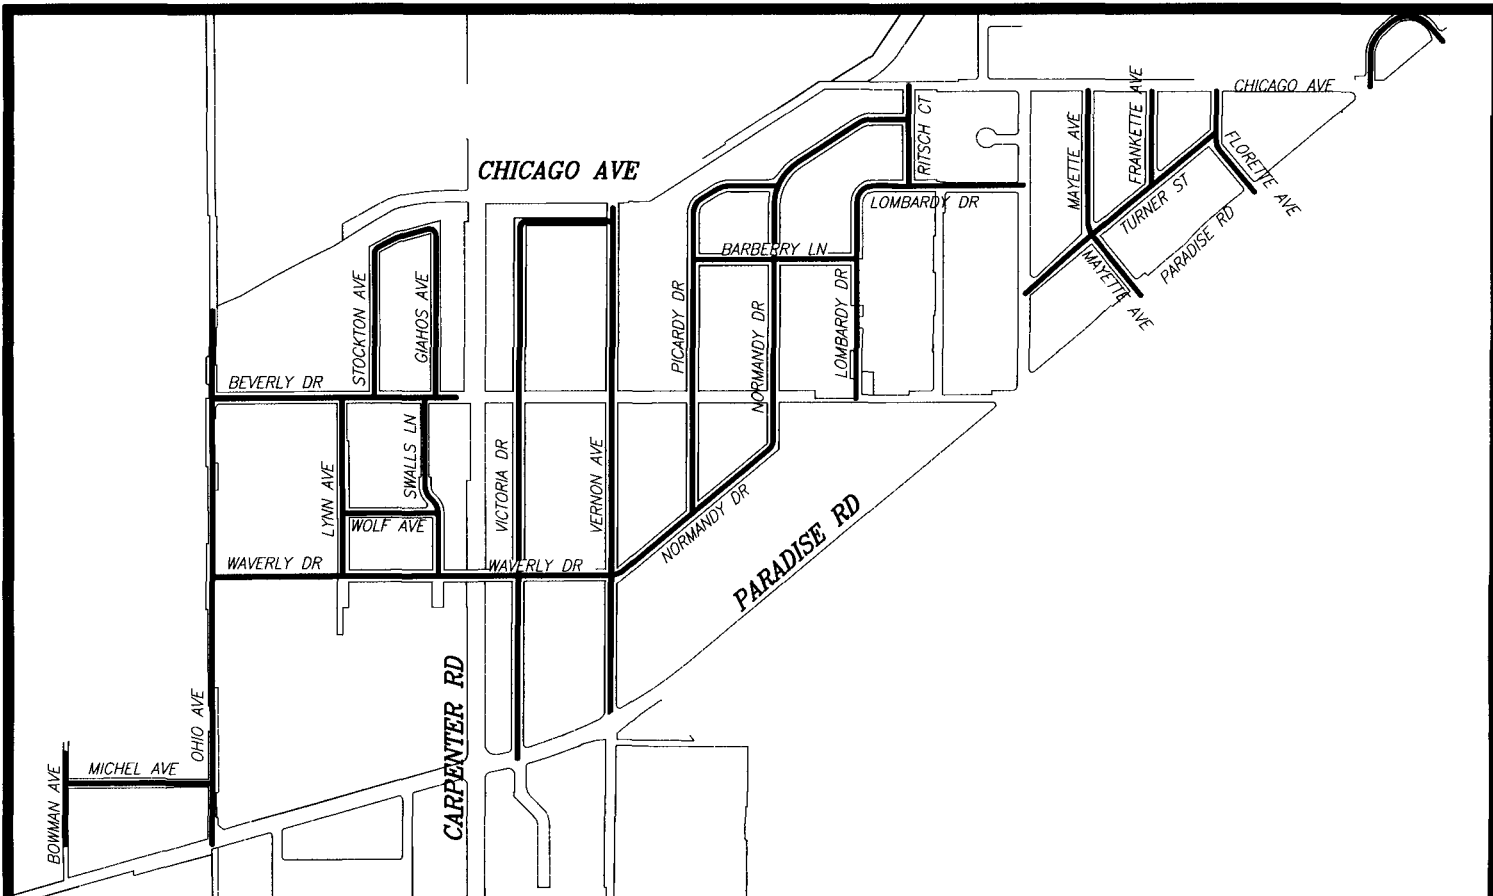 CHICAGO AVE
RITSCH CT
MAYETTE AVE
FRANKETTE AVE
FLORETTE AVE
CHICAGO AVE
LOMBARDY DR
TURNER ST
PARADISE RD
MAYETTE AVE
BARBERRY LN
STOCKTON AVE
GIAHOS AVE
PICARDY DR
NORMANDY DR
LOMBARDY DR
BEVERLY DR
LYNN AVE
SWALLS LN
VICTORIA DR
VERNON AVE
WOLF AVE
NORMANDY DR
WAVERLY DR
WAVERLY DR
PARADISE RD
OHIO AVE
CARPENTER RD
MICHEL AVE
BOWMAN AVE